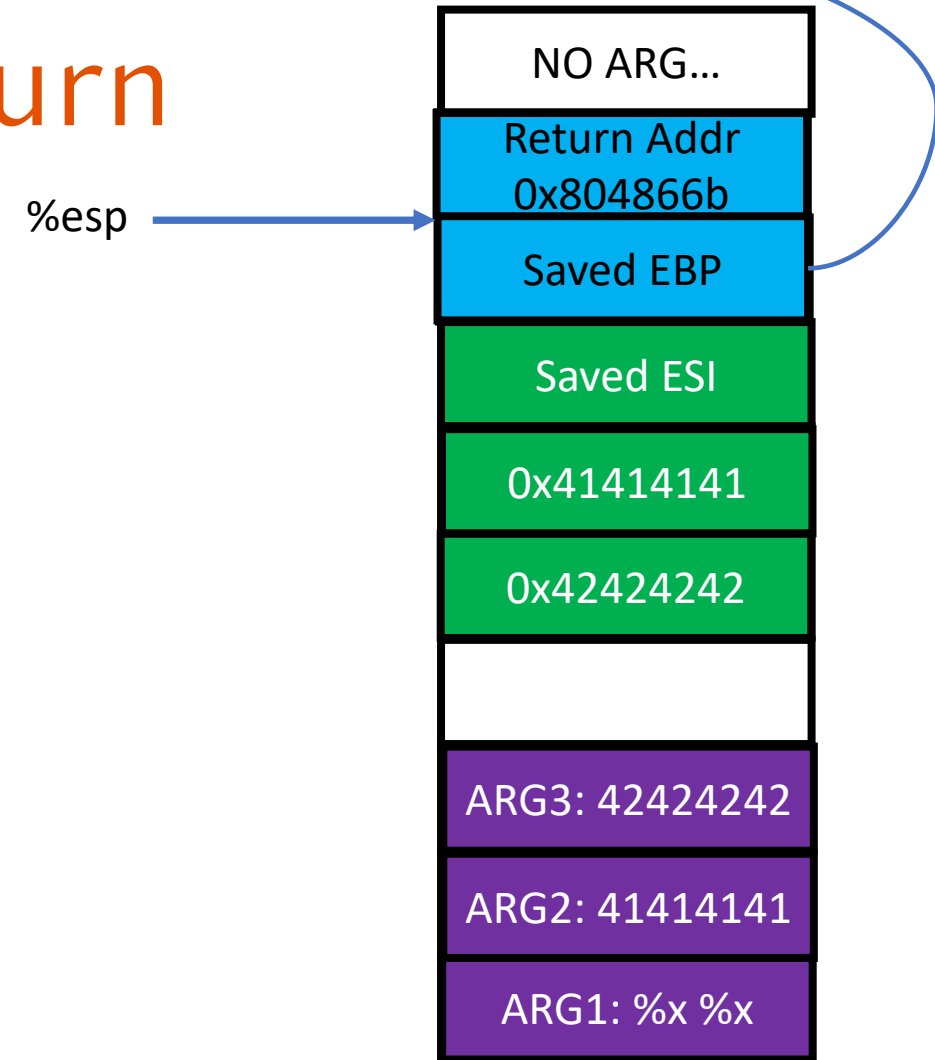 urn
NO ARG…
Return Addr
0x804866b
%esp
Saved EBP
Saved ESI
0x41414141
0x42424242
ARG3: 42424242
ARG2: 41414141
ARG1: %x %x